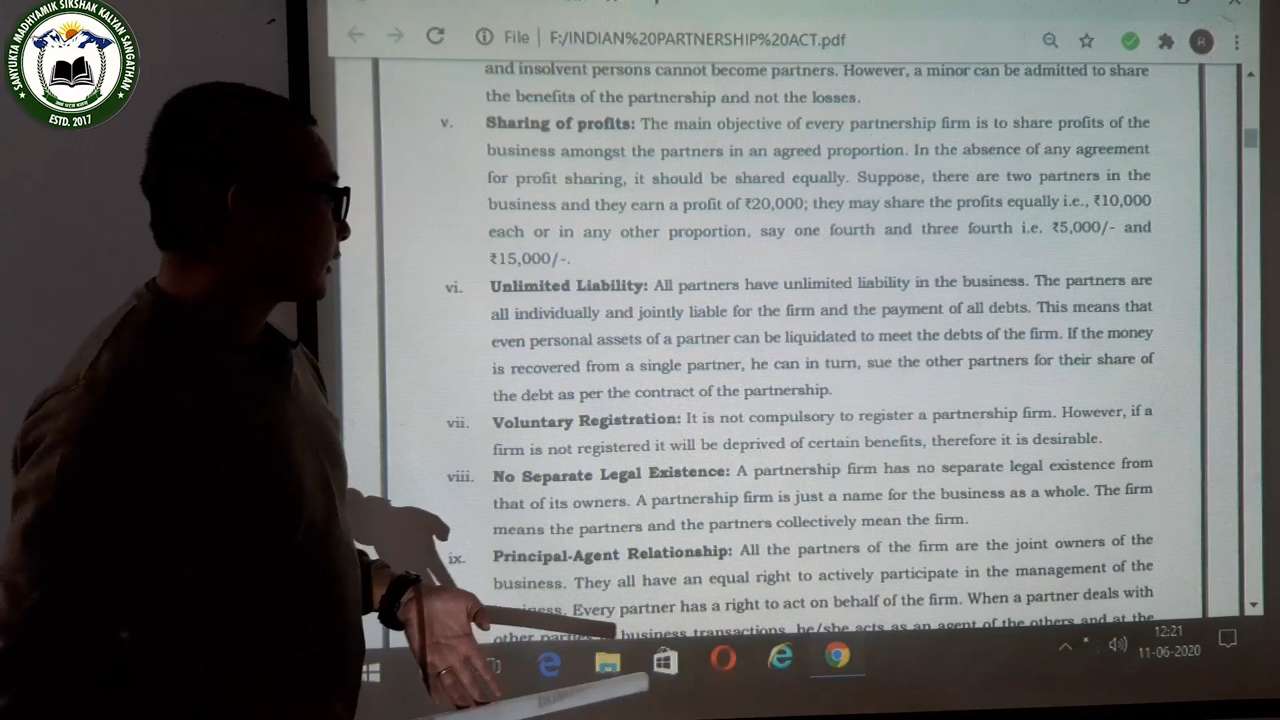 SANYUKTA MADHYAMIK SIKSHAK KALYAN SANGATHAN
ESTD. 2017
File | F:/INDIAN%20PARTNERSHIP%20ACT.pdf
R
and insolvent persons cannot become partners. However, a minor can be admitted to share
the benefits of the partnership and not the losses.
v. Sharing of profits: The main objective of every partnership firm is to share profits of the
business amongst the partners in an agreed proportion. In the absence of any agreement
for profit sharing, it should be shared equally. Suppose, there are two partners in the
business and they earn a profit of ₹20,000; they may share the profits equally i.e., ₹10,000
each or in any other proportion, say one fourth and three fourth i.e. ₹5,000/- and
₹15,000/-.
vi. Unlimited Liability: All partners have unlimited liability in the business. The partners are
all individually and jointly liable for the firm and the payment of all debts. This means that
even personal assets of a partner can be liquidated to meet the debts of the firm. If the money
is recovered from a single partner, he can in turn, sue the other partners for their share of
the debt as per the contract of the partnership.
vii. Voluntary Registration: It is not compulsory to register a partnership firm. However, if a
firm is not registered it will be deprived of certain benefits, therefore it is desirable.
viii. No Separate Legal Existence: A partnership firm has no separate legal existence from
that of its owners. A partnership firm is just a name for the business as a whole. The firm
means the partners and the partners collectively mean the firm.
ix. Principal-Agent Relationship: All the partners of the firm are the joint owners of the
business. They all have an equal right to actively participate in the management of the
Every partner has a right to act on behalf of the firm. When a partner deals with
other business transactions, he/she acts as an agent of the others and at the
12:21
11-06-2020